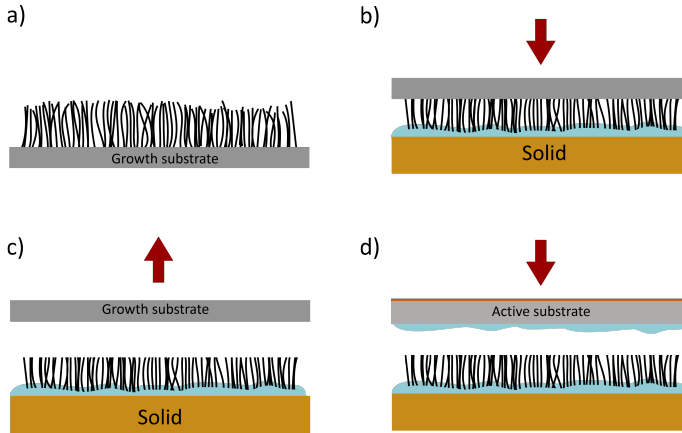 a)
Growth substrate
b)
Solid
c)
Growth substrate
Solid
d)
Active substrate